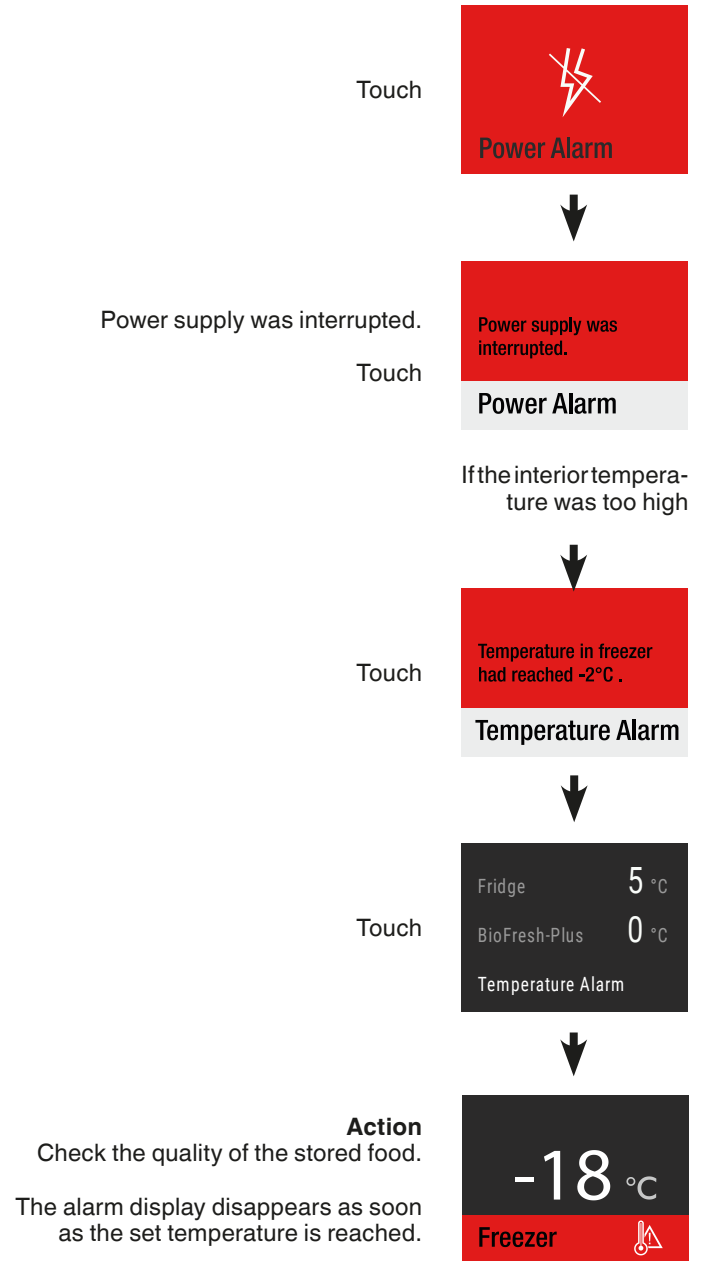 Touch
Power Alarm
Power supply was interrupted.
Touch
Power supply was
interrupted.
Power Alarm
If the interior tempera-
ture was too high
Touch
Temperature in freezer
had reached -2°C .
Temperature Alarm
Touch
Fridge 5 °C
BioFresh-Plus 0 °C
Temperature Alarm
Action
Check the quality of the stored food.
The alarm display disappears as soon
as the set temperature is reached.
-18 °C
Freezer